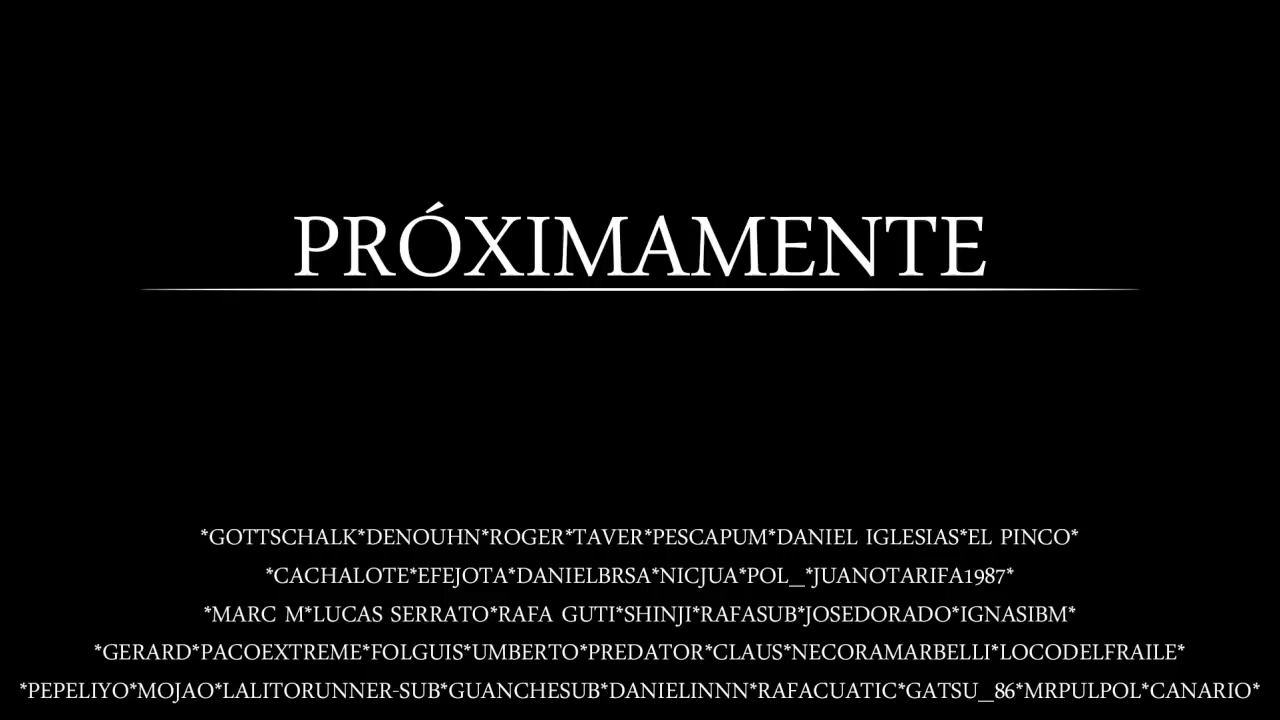 PRÓXIMAMENTE
*GOTTSCHALK*DENOUHN*ROGER*TAVER*PESCAPUM*DANIEL IGLESIAS*EL PINCO*
*CACHALOTE*EFEJOTA*DANIELBRSA*NICJUA*POL_*JUANOTARIFA1987*
*MARC M*LUCAS SERRATO*RAFA GUTI*SHINJI*RAFASUB*JOSEDORADO*IGNASIBM*
*GERARD*PACOEXTREME*FOLGUIS*UMBERTO*PREDATOR*CLAUS*NECORAMARBELLI*LOCODELFRAILE*
*PEPELIYO*MOJAO*LALITORUNNER-SUB*GUANCHESUB*DANIELINNN*RAFACUATIC*GATSU_86*MRPULPOL*CANARIO*